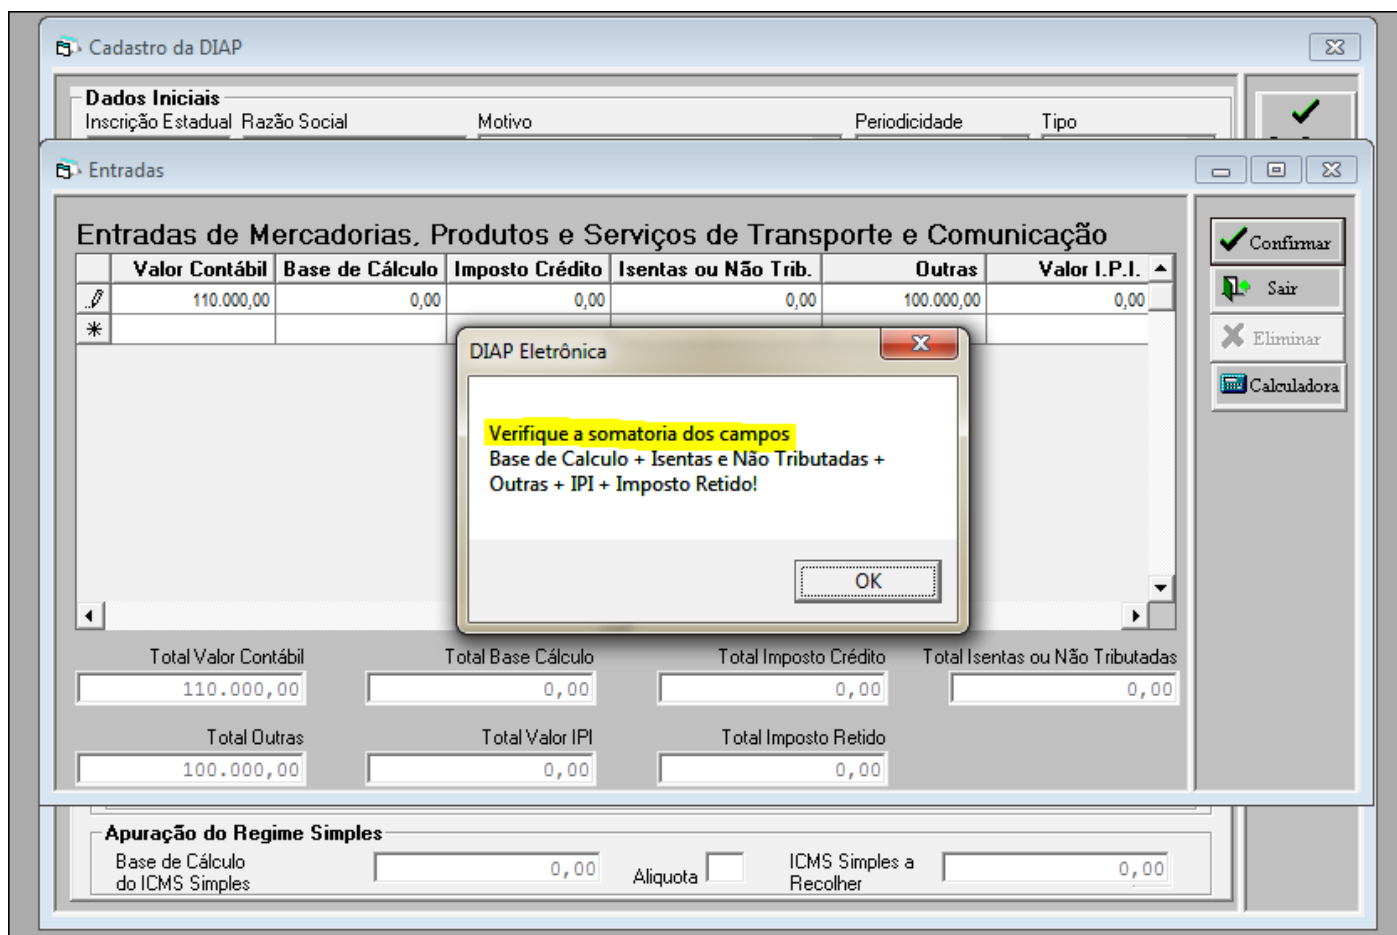 Cadastro da DIAP
Dados Iniciais
Inscrição Estadual Razão Social Motivo Periodicidade Tipo
Entradas
Entradas de Mercadorias, Produtos e Serviços de Transporte e Comunicação
Valor Contábil Base de Cálculo Imposto Crédito Isentas ou Não Trib. Outras Valor I.P.I.
110.000,00 0,00 0,00 0,00 100.000,00 0,00
Confirmar
Sair
Eliminar
Calculadora
DIAP Eletrônica
Verifique a somatoria dos campos
Base de Calculo + Isentas e Não Tributadas +
Outras + IPI + Imposto Retido!
OK
Total Valor Contábil Total Base Cálculo Total Imposto Crédito Total Isentas ou Não Tributadas
110.000,00 0,00 0,00 0,00
Total Outras Total Valor IPI Total Imposto Retido
100.000,00 0,00 0,00
Apuração do Regime Simples
Base de Cálculo
do ICMS Simples
0,00
Aliquota
ICMS Simples a
Recolher
0,00